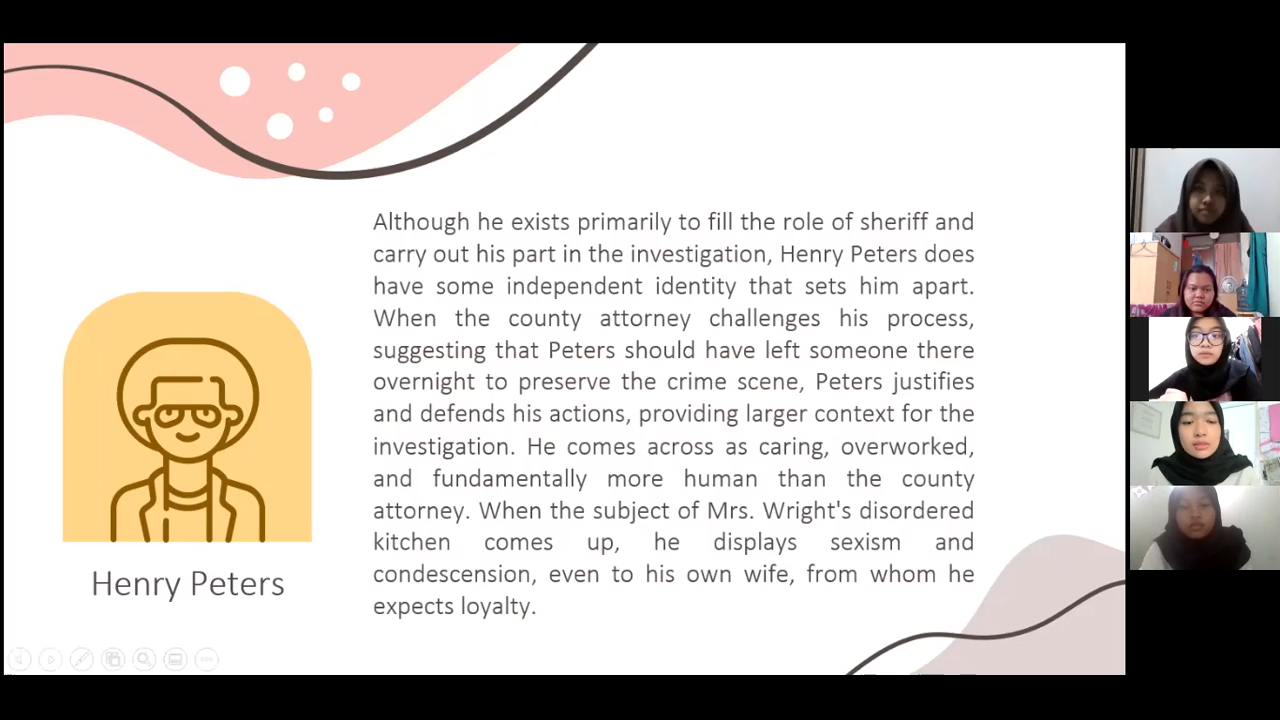 Although he exists primarily to fill the role of sheriff and
carry out his part in the investigation, Henry Peters does
have some independent identity that sets him apart.
When the county attorney challenges his process,
suggesting that Peters should have left someone there
overnight to preserve the crime scene, Peters justifies
and defends his actions, providing larger context for the
investigation. He comes across as caring, overworked,
and fundamentally more human than the county
attorney. When the subject of Mrs. Wright's disordered
kitchen comes up, he displays sexism and
condescension, even to his own wife, from whom he
expects loyalty.
Henry Peters